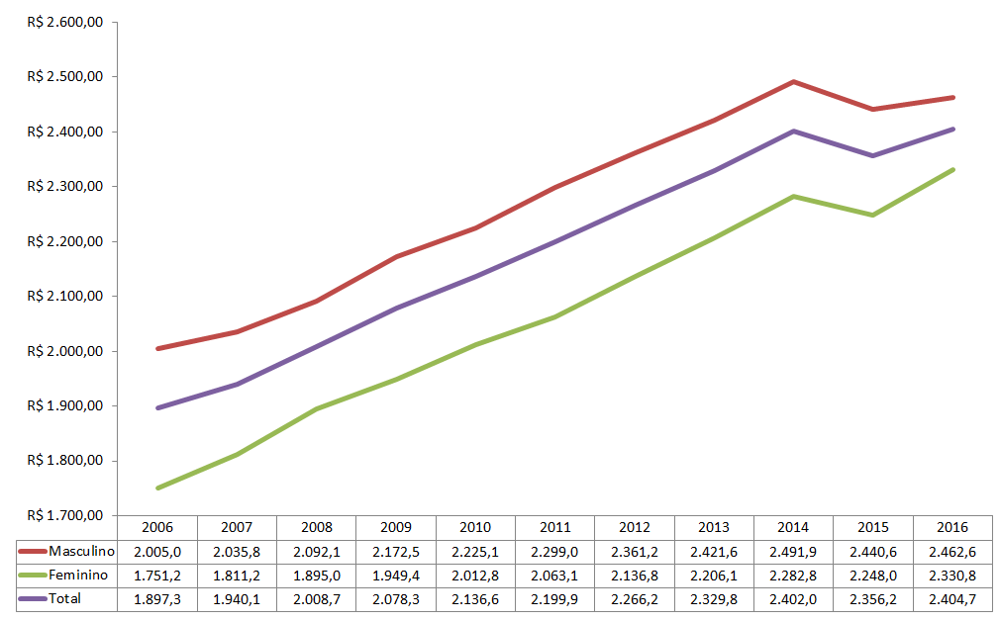 R$ 2.600,00
R$ 2.500,00
R$ 2.400,00
R$ 2.300,00
R$ 2.200,00
R$ 2.100,00
R$ 2.000,00
R$ 1.900,00
R$ 1.800,00
R$ 1.700,00
2006 2007 2008 2009 2010 2011 2012 2013 2014 2015 2016
Masculino 2.005,0 2.035,8 2.092,1 2.172,5 2.225,1 2.299,0 2.361,2 2.421,6 2.491,9 2.440,6 2.462,6
Feminino 1.751,2 1.811,2 1.895,0 1.949,4 2.012,8 2.063,1 2.136,8 2.206,1 2.282,8 2.248,0 2.330,8
Total 1.897,3 1.940,1 2.008,7 2.078,3 2.136,6 2.199,9 2.266,2 2.329,8 2.402,0 2.356,2 2.404,7